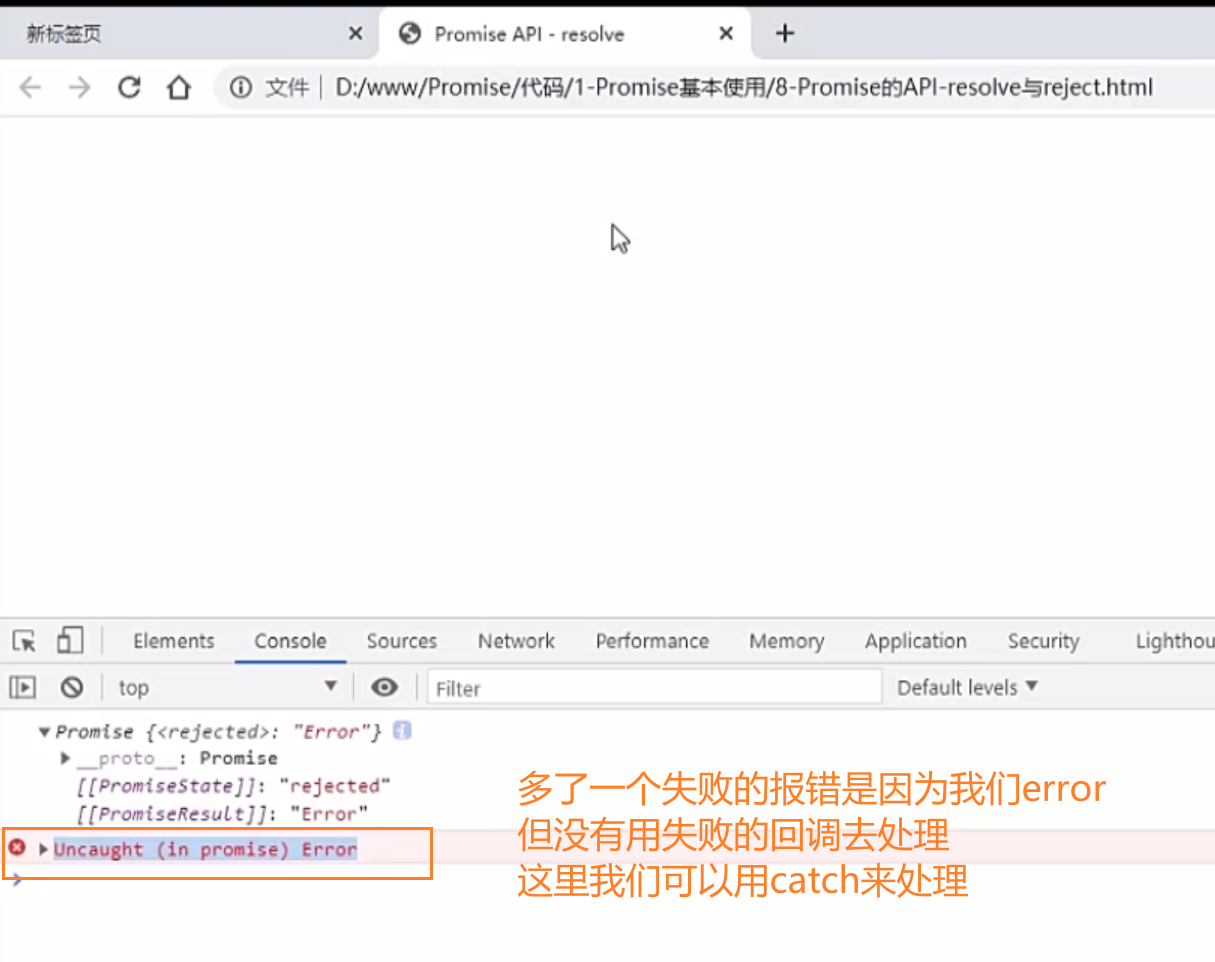 新标签页
Promise API - resolve
文件 | D:/www/Promise/代码/1-Promise基本使用/8-Promise的API-resolve与reject.html
Elements Console Sources Network Performance Memory Application Security Lighthou
top Filter Default levels
Promise {<rejected>: "Error"}
__proto__: Promise
[[PromiseState]]: "rejected"
[[PromiseResult]]: "Error"
Uncaught (in promise) Error
多了一个失败的报错是因为我们error
但没有用失败的回调去处理
这里我们可以用catch来处理